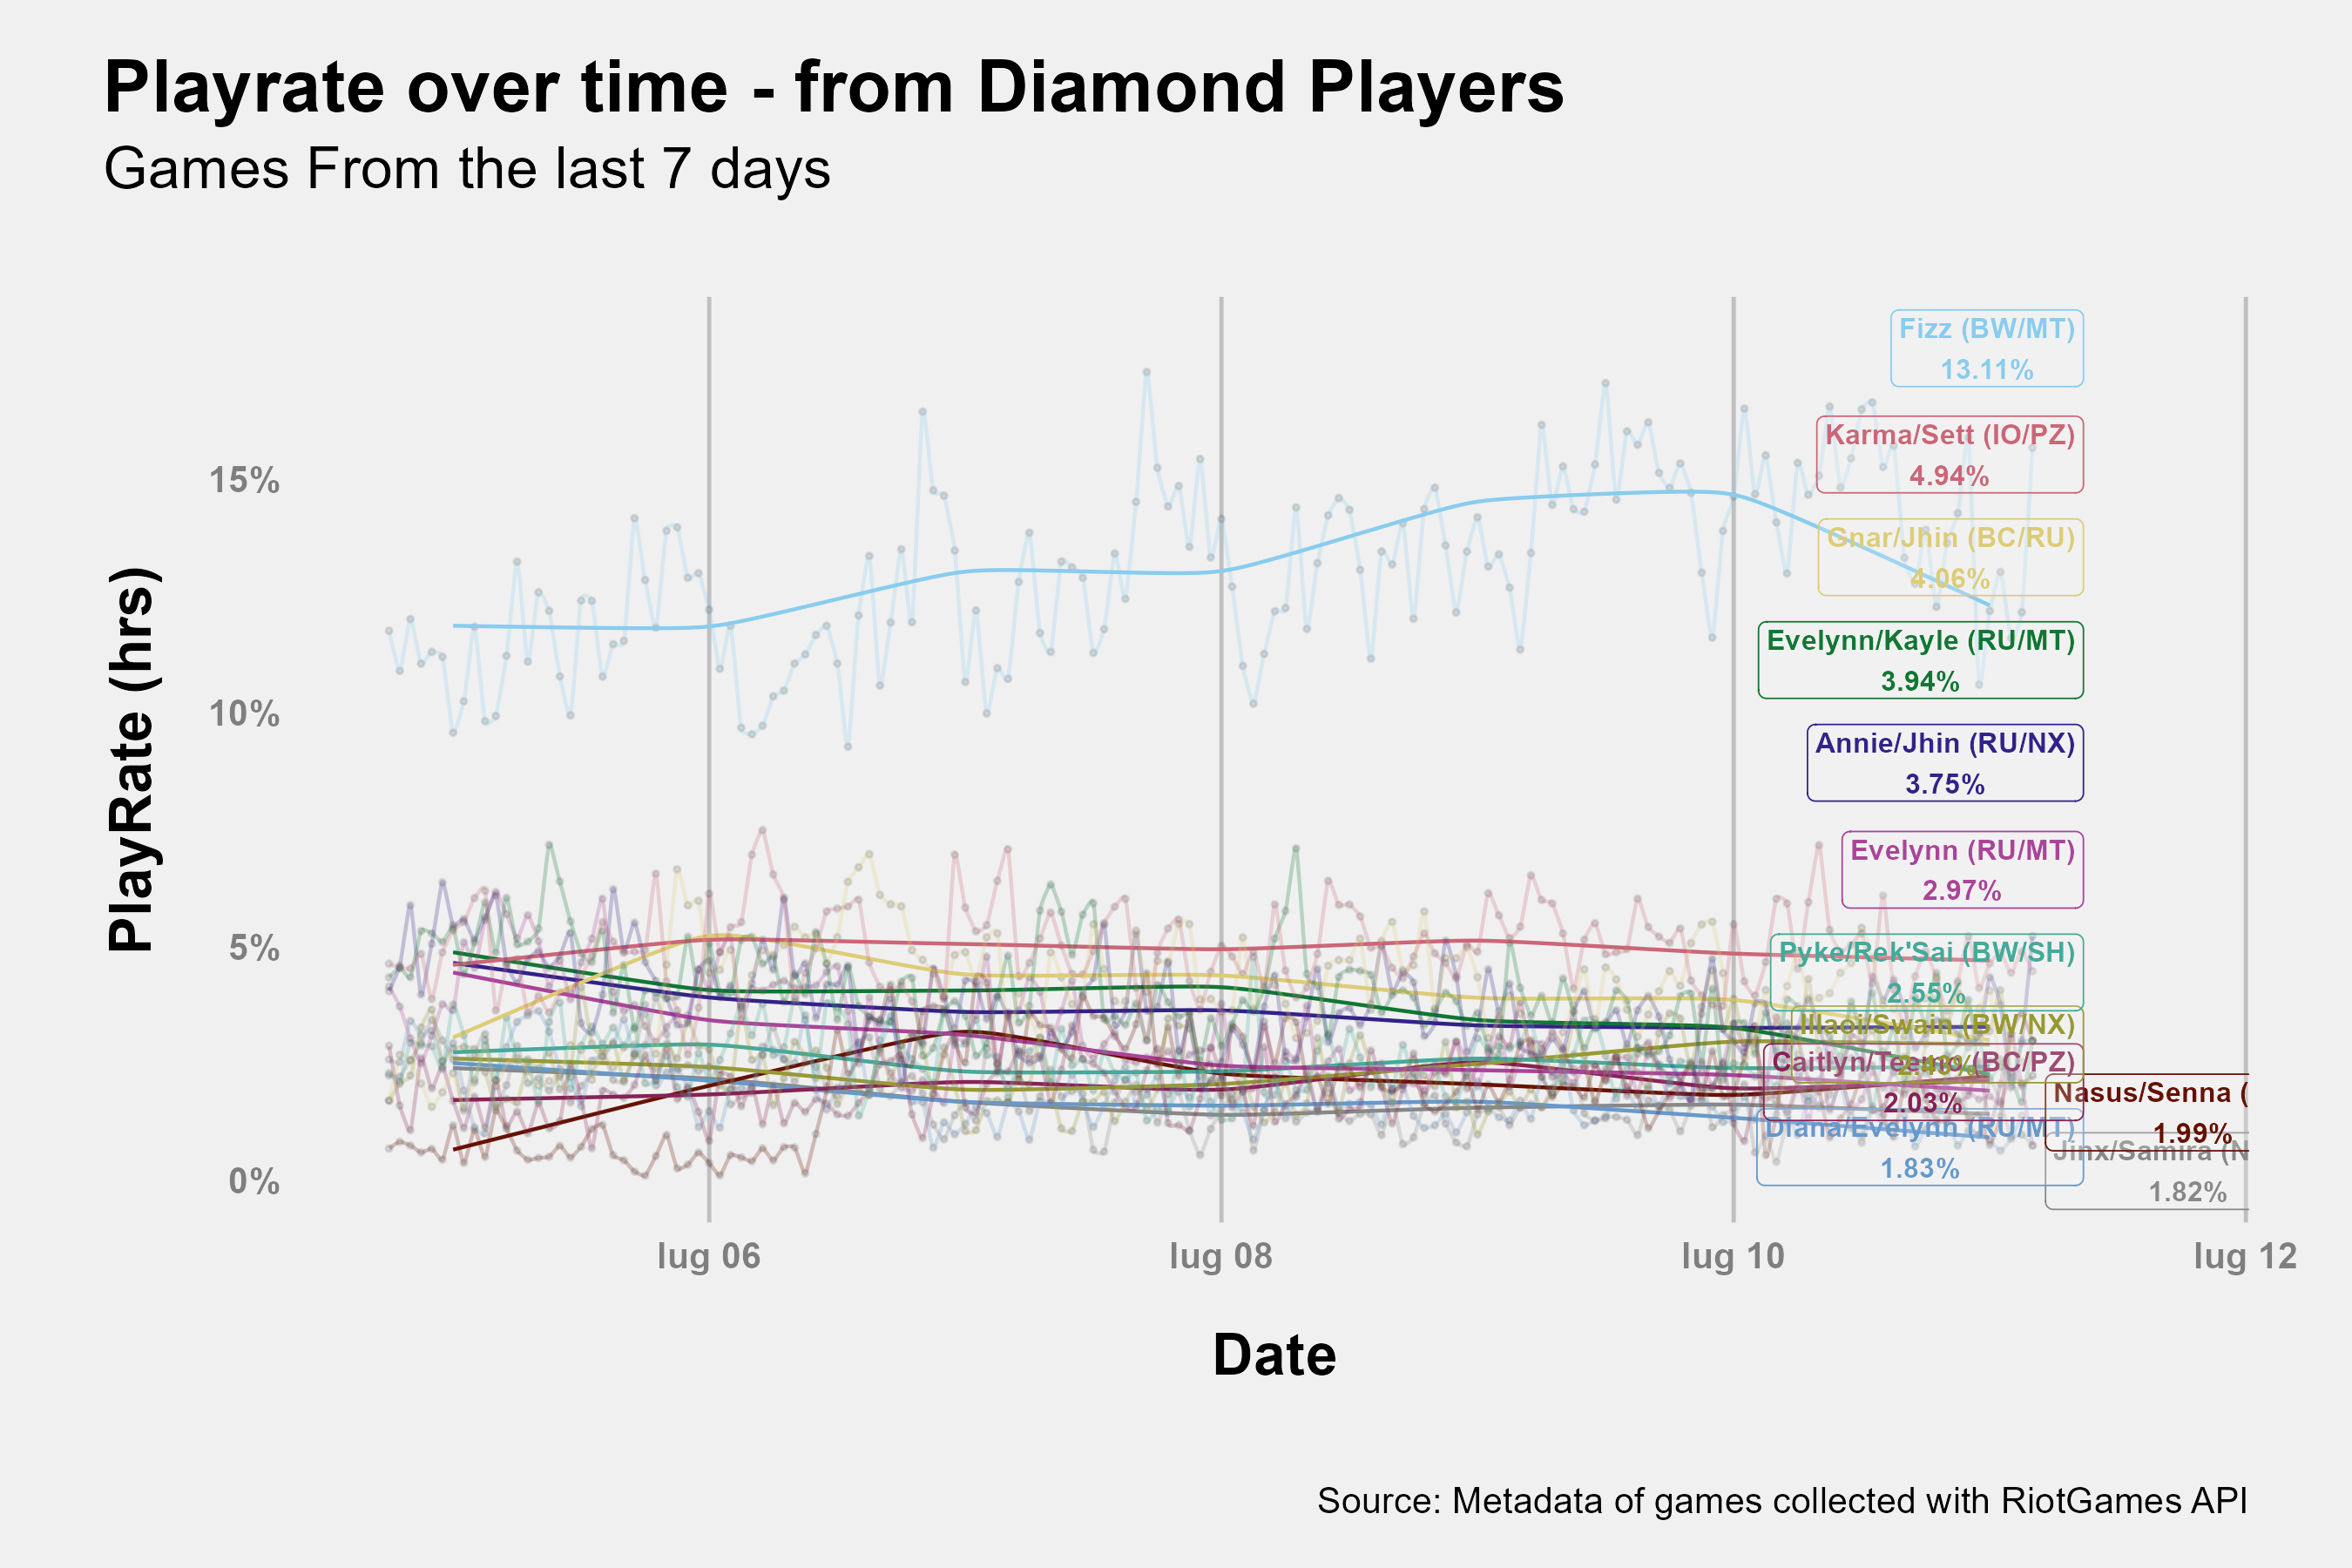 Playrate over time - from Diamond Players
Games From the last 7 days
PlayRate (hrs)
15%
10%
5%
0%
Fizz (BW/MT)
13.11%
Karma/Sett (IO/PZ)
4.94%
Gnar/Jhin (BC/RU)
4.06%
Evelynn/Kayle (RU/MT)
3.94%
Annie/Jhin (RU/NX)
3.75%
Evelynn (RU/MT)
2.97%
Pyke/Rek'Sai (BW/SH)
2.55%
Illaoi/Swain (BW/NX)
Caitlyn/Teemo (BC/PZ)
2.03%
Nasus/Senna (
1.99%
Diana/Evelynn (RU/MT)
1.83%
Jinx/Samira (N
1.82%
lug 06
lug 08
lug 10
lug 12
Date
Source: Metadata of games collected with RiotGames API